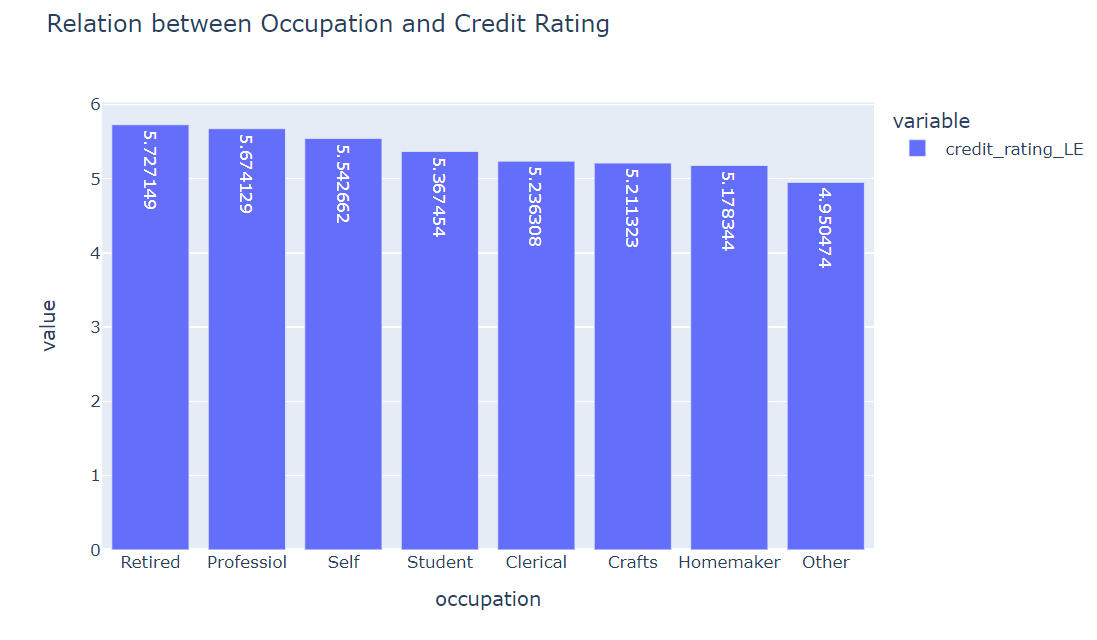 Relation between Occupation and Credit Rating
variable
credit_rating_LE
value
6
5
4
3
2
1
0
5.727149
5.674129
5.542662
5.367454
5.236308
5.211323
5.178344
4.950474
Retired
Professiol
Self
Student
Clerical
Crafts
Homemaker
Other
occupation